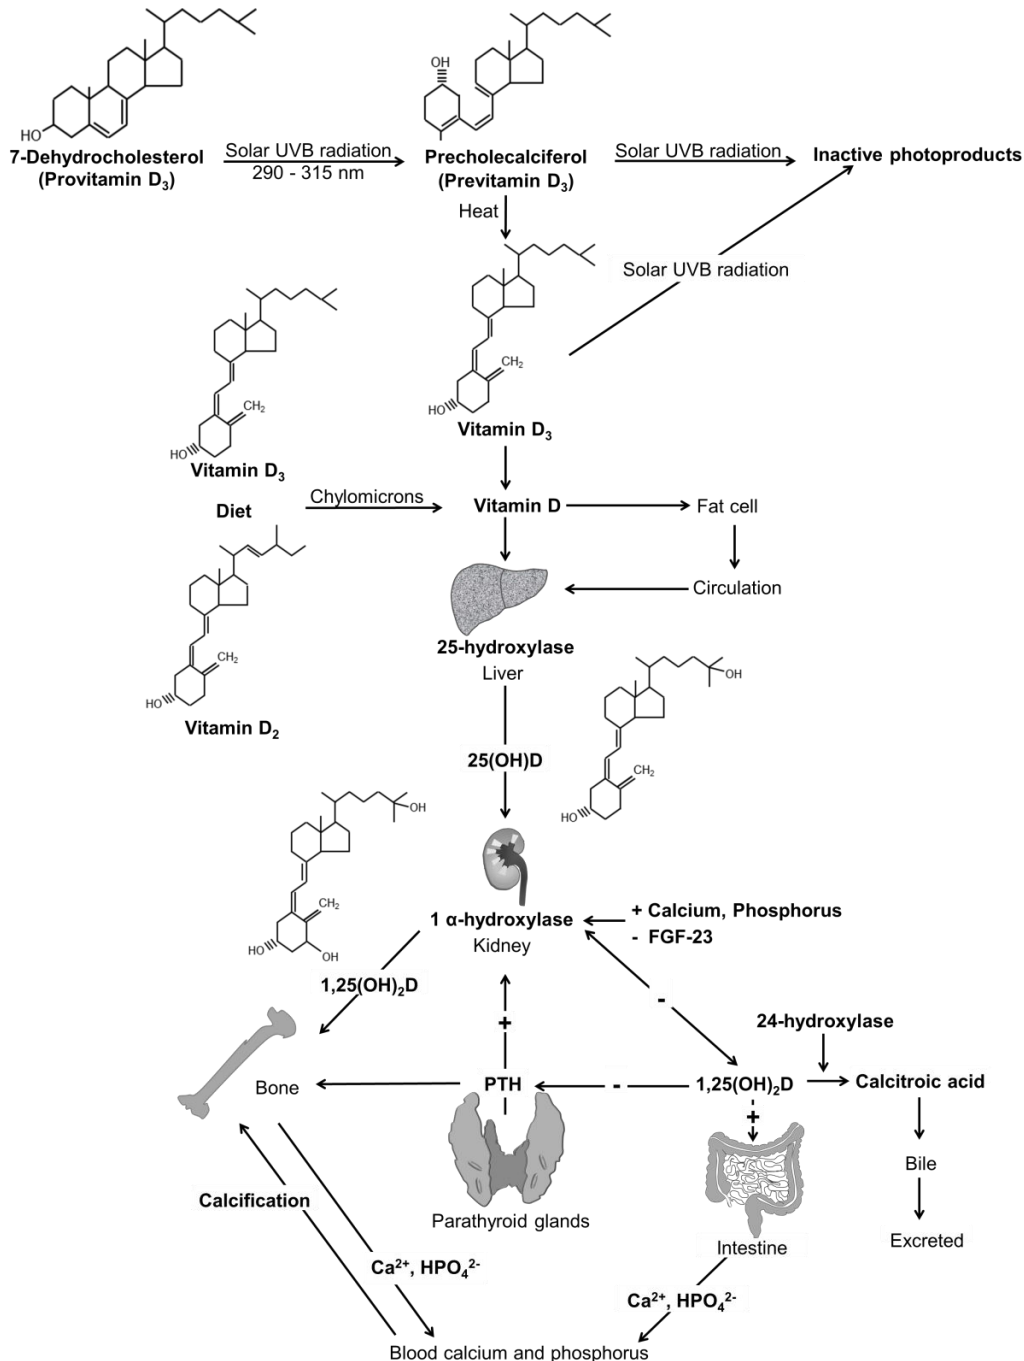 HO
7-Dehydrocholesterol
(Provitamin D3)
Solar UVB radiation
290 - 315 nm
OH
Precholecalciferol
(Previtamin D3)
Solar UVB radiation
Inactive photoproducts
Heat
Solar UVB radiation
CH2
HO
Vitamin D3
CH2
HO
Vitamin D3
Diet
Chylomicrons
Vitamin D
Fat cell
Circulation
CH2
HO
Vitamin D2
25-hydroxylase
Liver
OH
CH2
HO
25(OH)D
OH
CH2
HO
OH
1 α-hydroxylase
Kidney
+ Calcium, Phosphorus
- FGF-23
1,25(OH)2D
-
+
24-hydroxylase
Bone
PTH
-
1,25(OH)2D
Calcitroic acid
+
Bile
Excreted
Calcification
Parathyroid glands
Intestine
Ca2+, HPO42-
Ca2+, HPO42-
Blood calcium and phosphorus